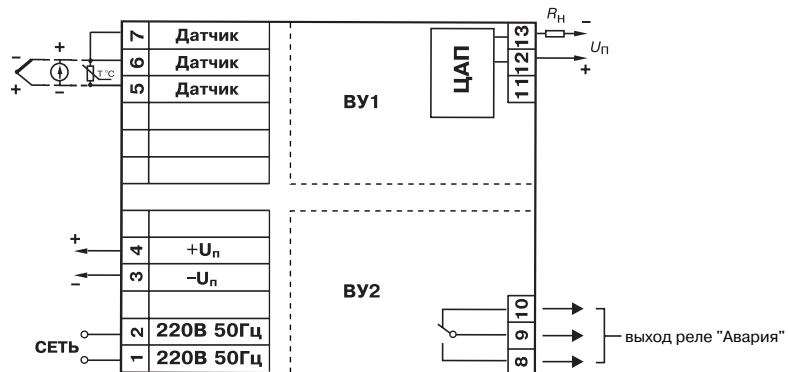 7 Датчик
6 Датчик
5 Датчик
− +
+ −
T °C
ВУ1
ЦАП
13
12
11
Rн −
Uп
+
+ 4 +Uп
− 3 −Uп
ВУ2
СЕТЬ
2 220В 50Гц
1 220В 50Гц
10
9
8
выход реле "Авария"